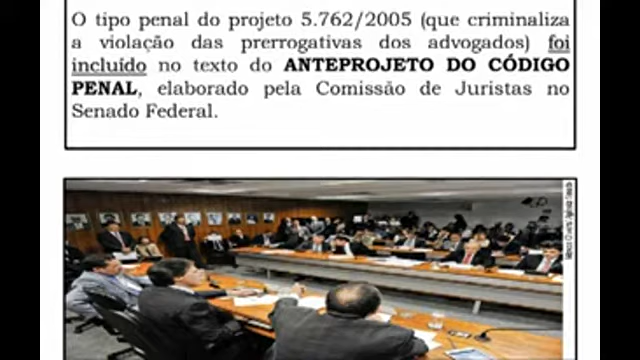 O tipo penal do projeto 5.762/2005 (que criminaliza
a violação das prerrogativas dos advogados) foi
incluído no texto do ANTEPROJETO DO CÓDIGO
PENAL, elaborado pela Comissão de Juristas no
Senado Federal.